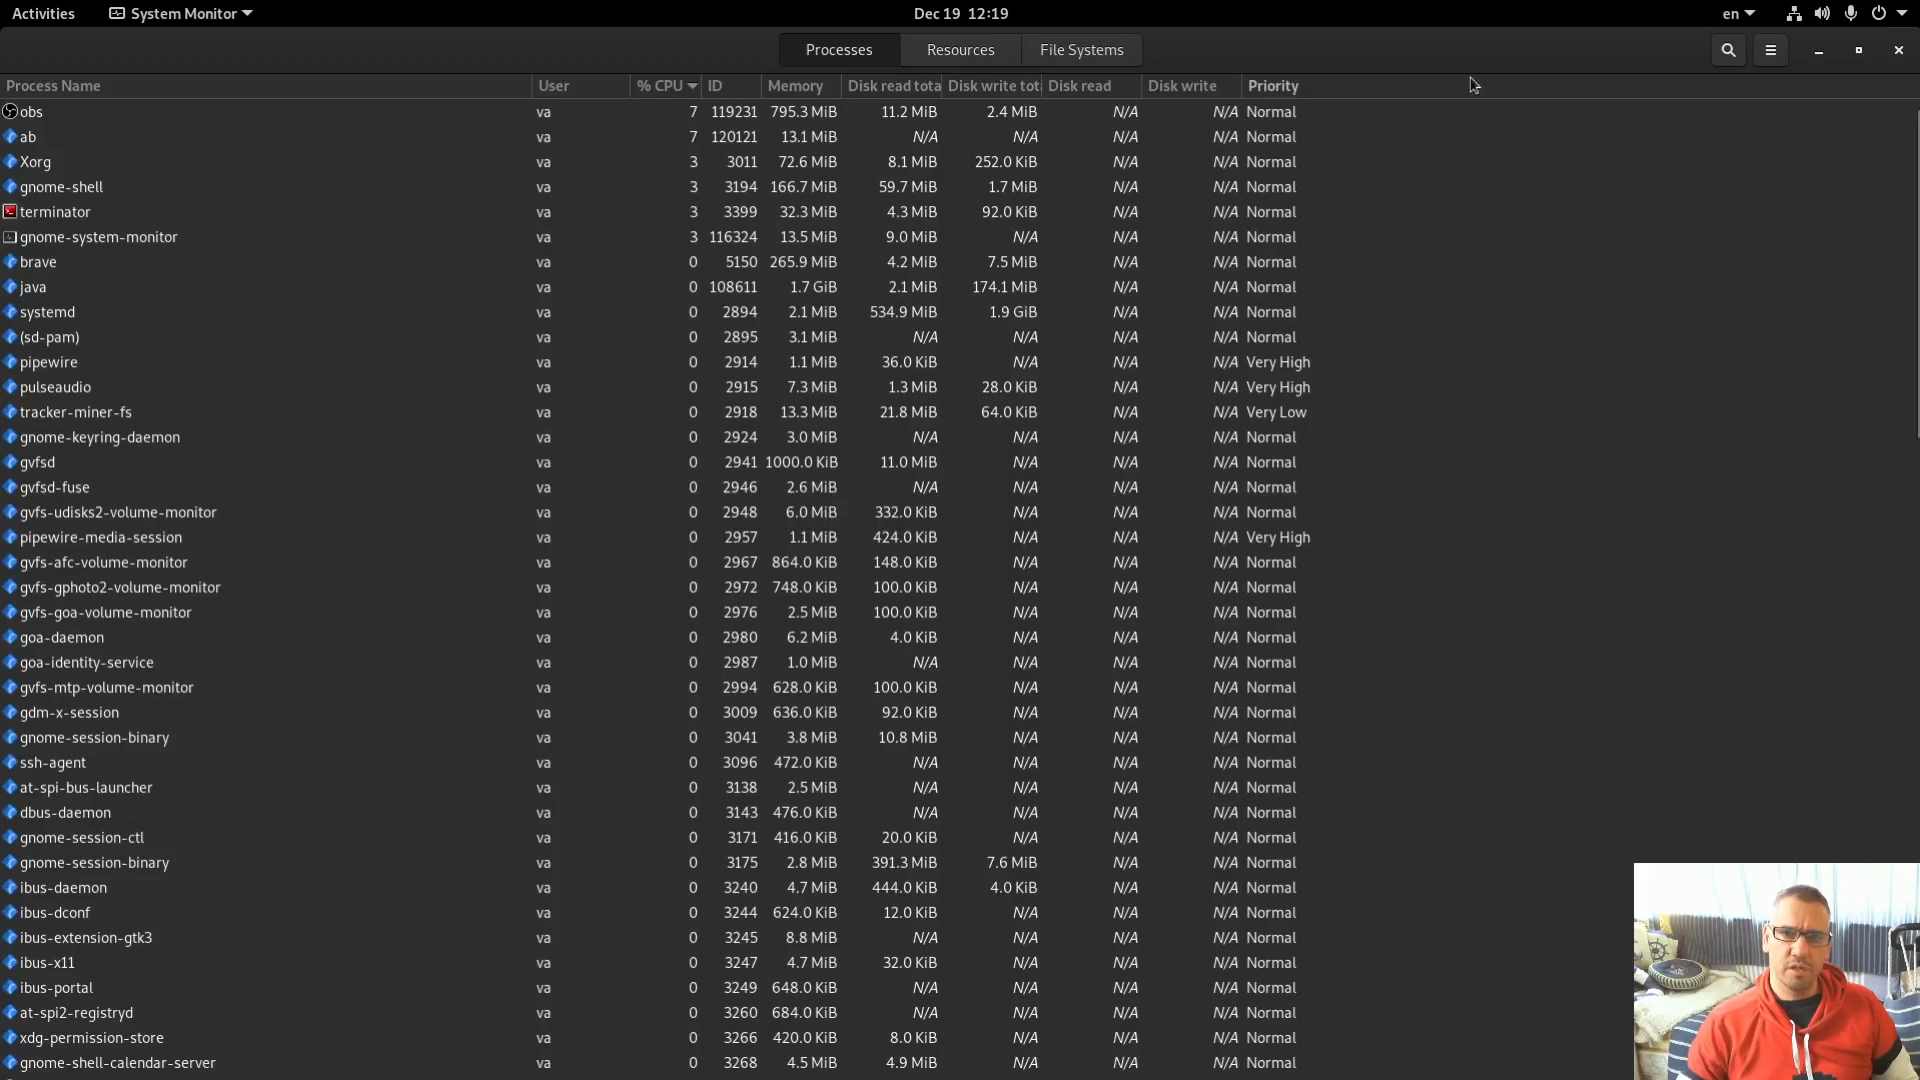 Activities System Monitor Dec 19 12:19 en
Processes Resources File Systems
Process Name User % CPU ID Memory Disk read tota Disk write tot Disk read Disk write Priority
obs va 7 119231 795.3 MiB 11.2 MiB 2.4 MiB N/A N/A Normal
ab va 7 120121 13.1 MiB N/A N/A N/A N/A Normal
Xorg va 3 3011 72.6 MiB 8.1 MiB 252.0 KiB N/A N/A Normal
gnome-shell va 3 3194 166.7 MiB 59.7 MiB 1.7 MiB N/A N/A Normal
terminator va 3 3399 32.3 MiB 4.3 MiB 92.0 KiB N/A N/A Normal
gnome-system-monitor va 3 116324 13.5 MiB 9.0 MiB N/A N/A N/A Normal
brave va 0 5150 265.9 MiB 4.2 MiB 7.5 MiB N/A N/A Normal
java va 0 108611 1.7 GiB 2.1 MiB 174.1 MiB N/A N/A Normal
systemd va 0 2894 2.1 MiB 534.9 MiB 1.9 GiB N/A N/A Normal
(sd-pam) va 0 2895 3.1 MiB N/A N/A N/A N/A Normal
pipewire va 0 2914 1.1 MiB 36.0 KiB N/A N/A N/A Very High
pulseaudio va 0 2915 7.3 MiB 1.3 MiB 28.0 KiB N/A N/A Very High
tracker-miner-fs va 0 2918 13.3 MiB 21.8 MiB 64.0 KiB N/A N/A Very Low
gnome-keyring-daemon va 0 2924 3.0 MiB N/A N/A N/A N/A Normal
gvfsd va 0 2941 1000.0 KiB 11.0 MiB N/A N/A N/A Normal
gvfsd-fuse va 0 2946 2.6 MiB N/A N/A N/A N/A Normal
gvfs-udisks2-volume-monitor va 0 2948 6.0 MiB 332.0 KiB N/A N/A N/A Normal
pipewire-media-session va 0 2957 1.1 MiB 424.0 KiB N/A N/A N/A Very High
gvfs-afc-volume-monitor va 0 2967 864.0 KiB 148.0 KiB N/A N/A N/A Normal
gvfs-gphoto2-volume-monitor va 0 2972 748.0 KiB 100.0 KiB N/A N/A N/A Normal
gvfs-goa-volume-monitor va 0 2976 2.5 MiB 100.0 KiB N/A N/A N/A Normal
goa-daemon va 0 2980 6.2 MiB 4.0 KiB N/A N/A N/A Normal
goa-identity-service va 0 2987 1.0 MiB N/A N/A N/A N/A Normal
gvfs-mtp-volume-monitor va 0 2994 628.0 KiB 100.0 KiB N/A N/A N/A Normal
gdm-x-session va 0 3009 636.0 KiB 92.0 KiB N/A N/A N/A Normal
gnome-session-binary va 0 3041 3.8 MiB 10.8 MiB N/A N/A N/A Normal
ssh-agent va 0 3096 472.0 KiB N/A N/A N/A N/A Normal
at-spi-bus-launcher va 0 3138 2.5 MiB N/A N/A N/A N/A Normal
dbus-daemon va 0 3143 476.0 KiB N/A N/A N/A N/A Normal
gnome-session-ctl va 0 3171 416.0 KiB 20.0 KiB N/A N/A N/A Normal
gnome-session-binary va 0 3175 2.8 MiB 391.3 MiB 7.6 MiB N/A N/A Normal
ibus-daemon va 0 3240 4.7 MiB 444.0 KiB 4.0 KiB N/A N/A Normal
ibus-dconf va 0 3244 624.0 KiB 12.0 KiB N/A N/A N/A Normal
ibus-extension-gtk3 va 0 3245 8.8 MiB N/A N/A N/A N/A Normal
ibus-x11 va 0 3247 4.7 MiB 32.0 KiB N/A N/A N/A Normal
ibus-portal va 0 3249 648.0 KiB N/A N/A N/A N/A Normal
at-spi2-registryd va 0 3260 684.0 KiB N/A N/A N/A N/A Normal
xdg-permission-store va 0 3266 420.0 KiB 8.0 KiB N/A N/A N/A Normal
gnome-shell-calendar-server va 0 3268 4.5 MiB 4.9 MiB N/A N/A N/A Normal